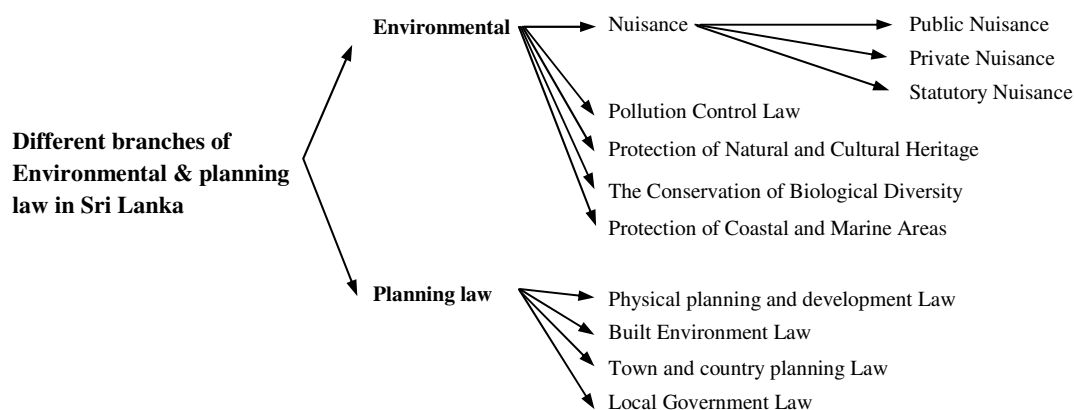 Different branches of
Environmental & planning
law in Sri Lanka
Environmental
Nuisance
Public Nuisance
Private Nuisance
Statutory Nuisance
Pollution Control Law
Protection of Natural and Cultural Heritage
The Conservation of Biological Diversity
Protection of Coastal and Marine Areas
Planning law
Physical planning and development Law
Built Environment Law
Town and country planning Law
Local Government Law